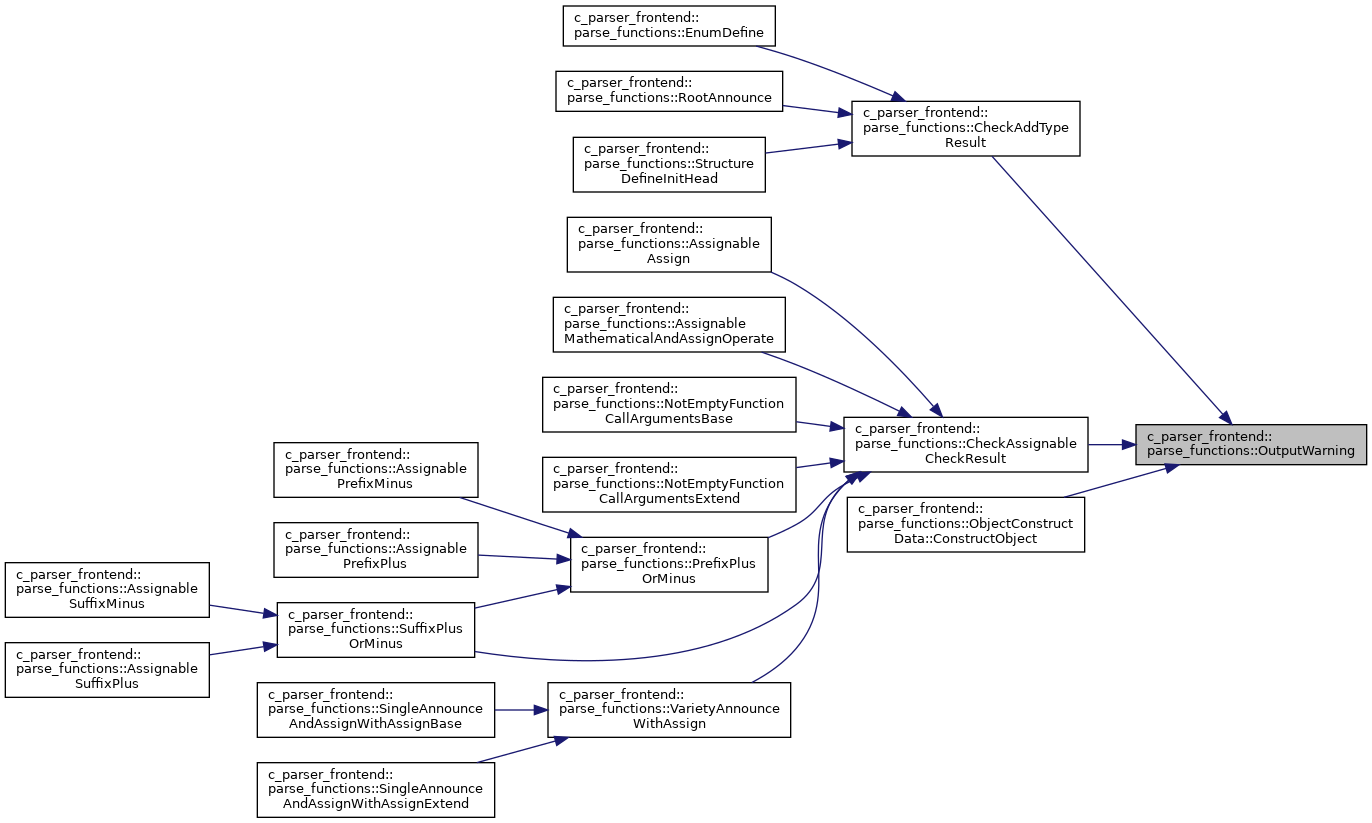 c_parser_frontend::
parse_functions::EnumDefine
c_parser_frontend::
parse_functions::RootAnnounce
c_parser_frontend::
parse_functions::CheckAddType
Result
c_parser_frontend::
parse_functions::Structure
DefineInitHead
c_parser_frontend::
parse_functions::Assignable
Assign
c_parser_frontend::
parse_functions::Assignable
MathematicalAndAssignOperate
c_parser_frontend::
parse_functions::NotEmptyFunction
CallArgumentsBase
c_parser_frontend::
parse_functions::CheckAssignable
CheckResult
c_parser_frontend::
parse_functions::OutputWarning
c_parser_frontend::
parse_functions::Assignable
PrefixMinus
c_parser_frontend::
parse_functions::NotEmptyFunction
CallArgumentsExtend
c_parser_frontend::
parse_functions::ObjectConstruct
Data::ConstructObject
c_parser_frontend::
parse_functions::Assignable
PrefixPlus
c_parser_frontend::
parse_functions::PrefixPlus
OrMinus
c_parser_frontend::
parse_functions::Assignable
SuffixMinus
c_parser_frontend::
parse_functions::SuffixPlus
OrMinus
c_parser_frontend::
parse_functions::Assignable
SuffixPlus
c_parser_frontend::
parse_functions::SingleAnnounce
AndAssignWithAssignBase
c_parser_frontend::
parse_functions::VarietyAnnounce
WithAssign
c_parser_frontend::
parse_functions::SingleAnnounce
AndAssignWithAssignExtend